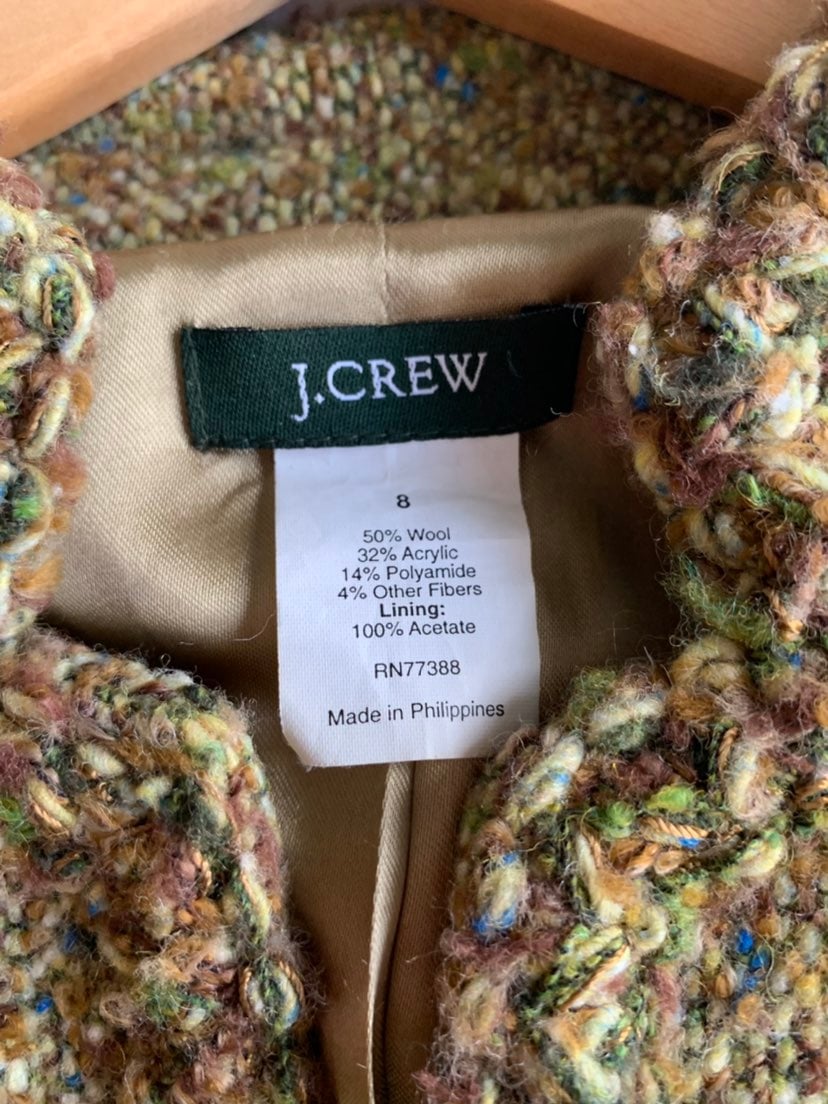 J.CREW
8
50% Wool
32% Acrylic
14% Polyamide
4% Other Fibers
Lining:
100% Acetate
RN77388
Made in Philippines